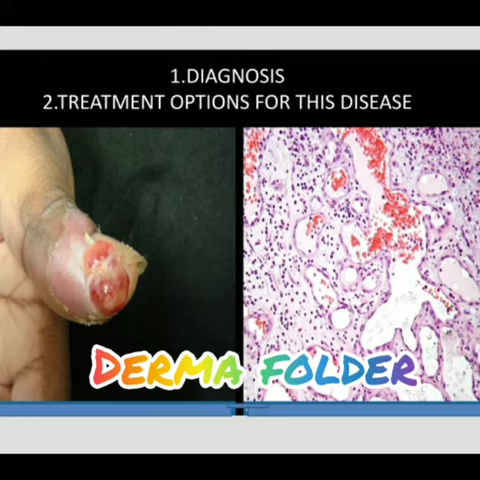 1.DIAGNOSIS
2.TREATMENT OPTIONS FOR THIS DISEASE
DERMA FOLDER